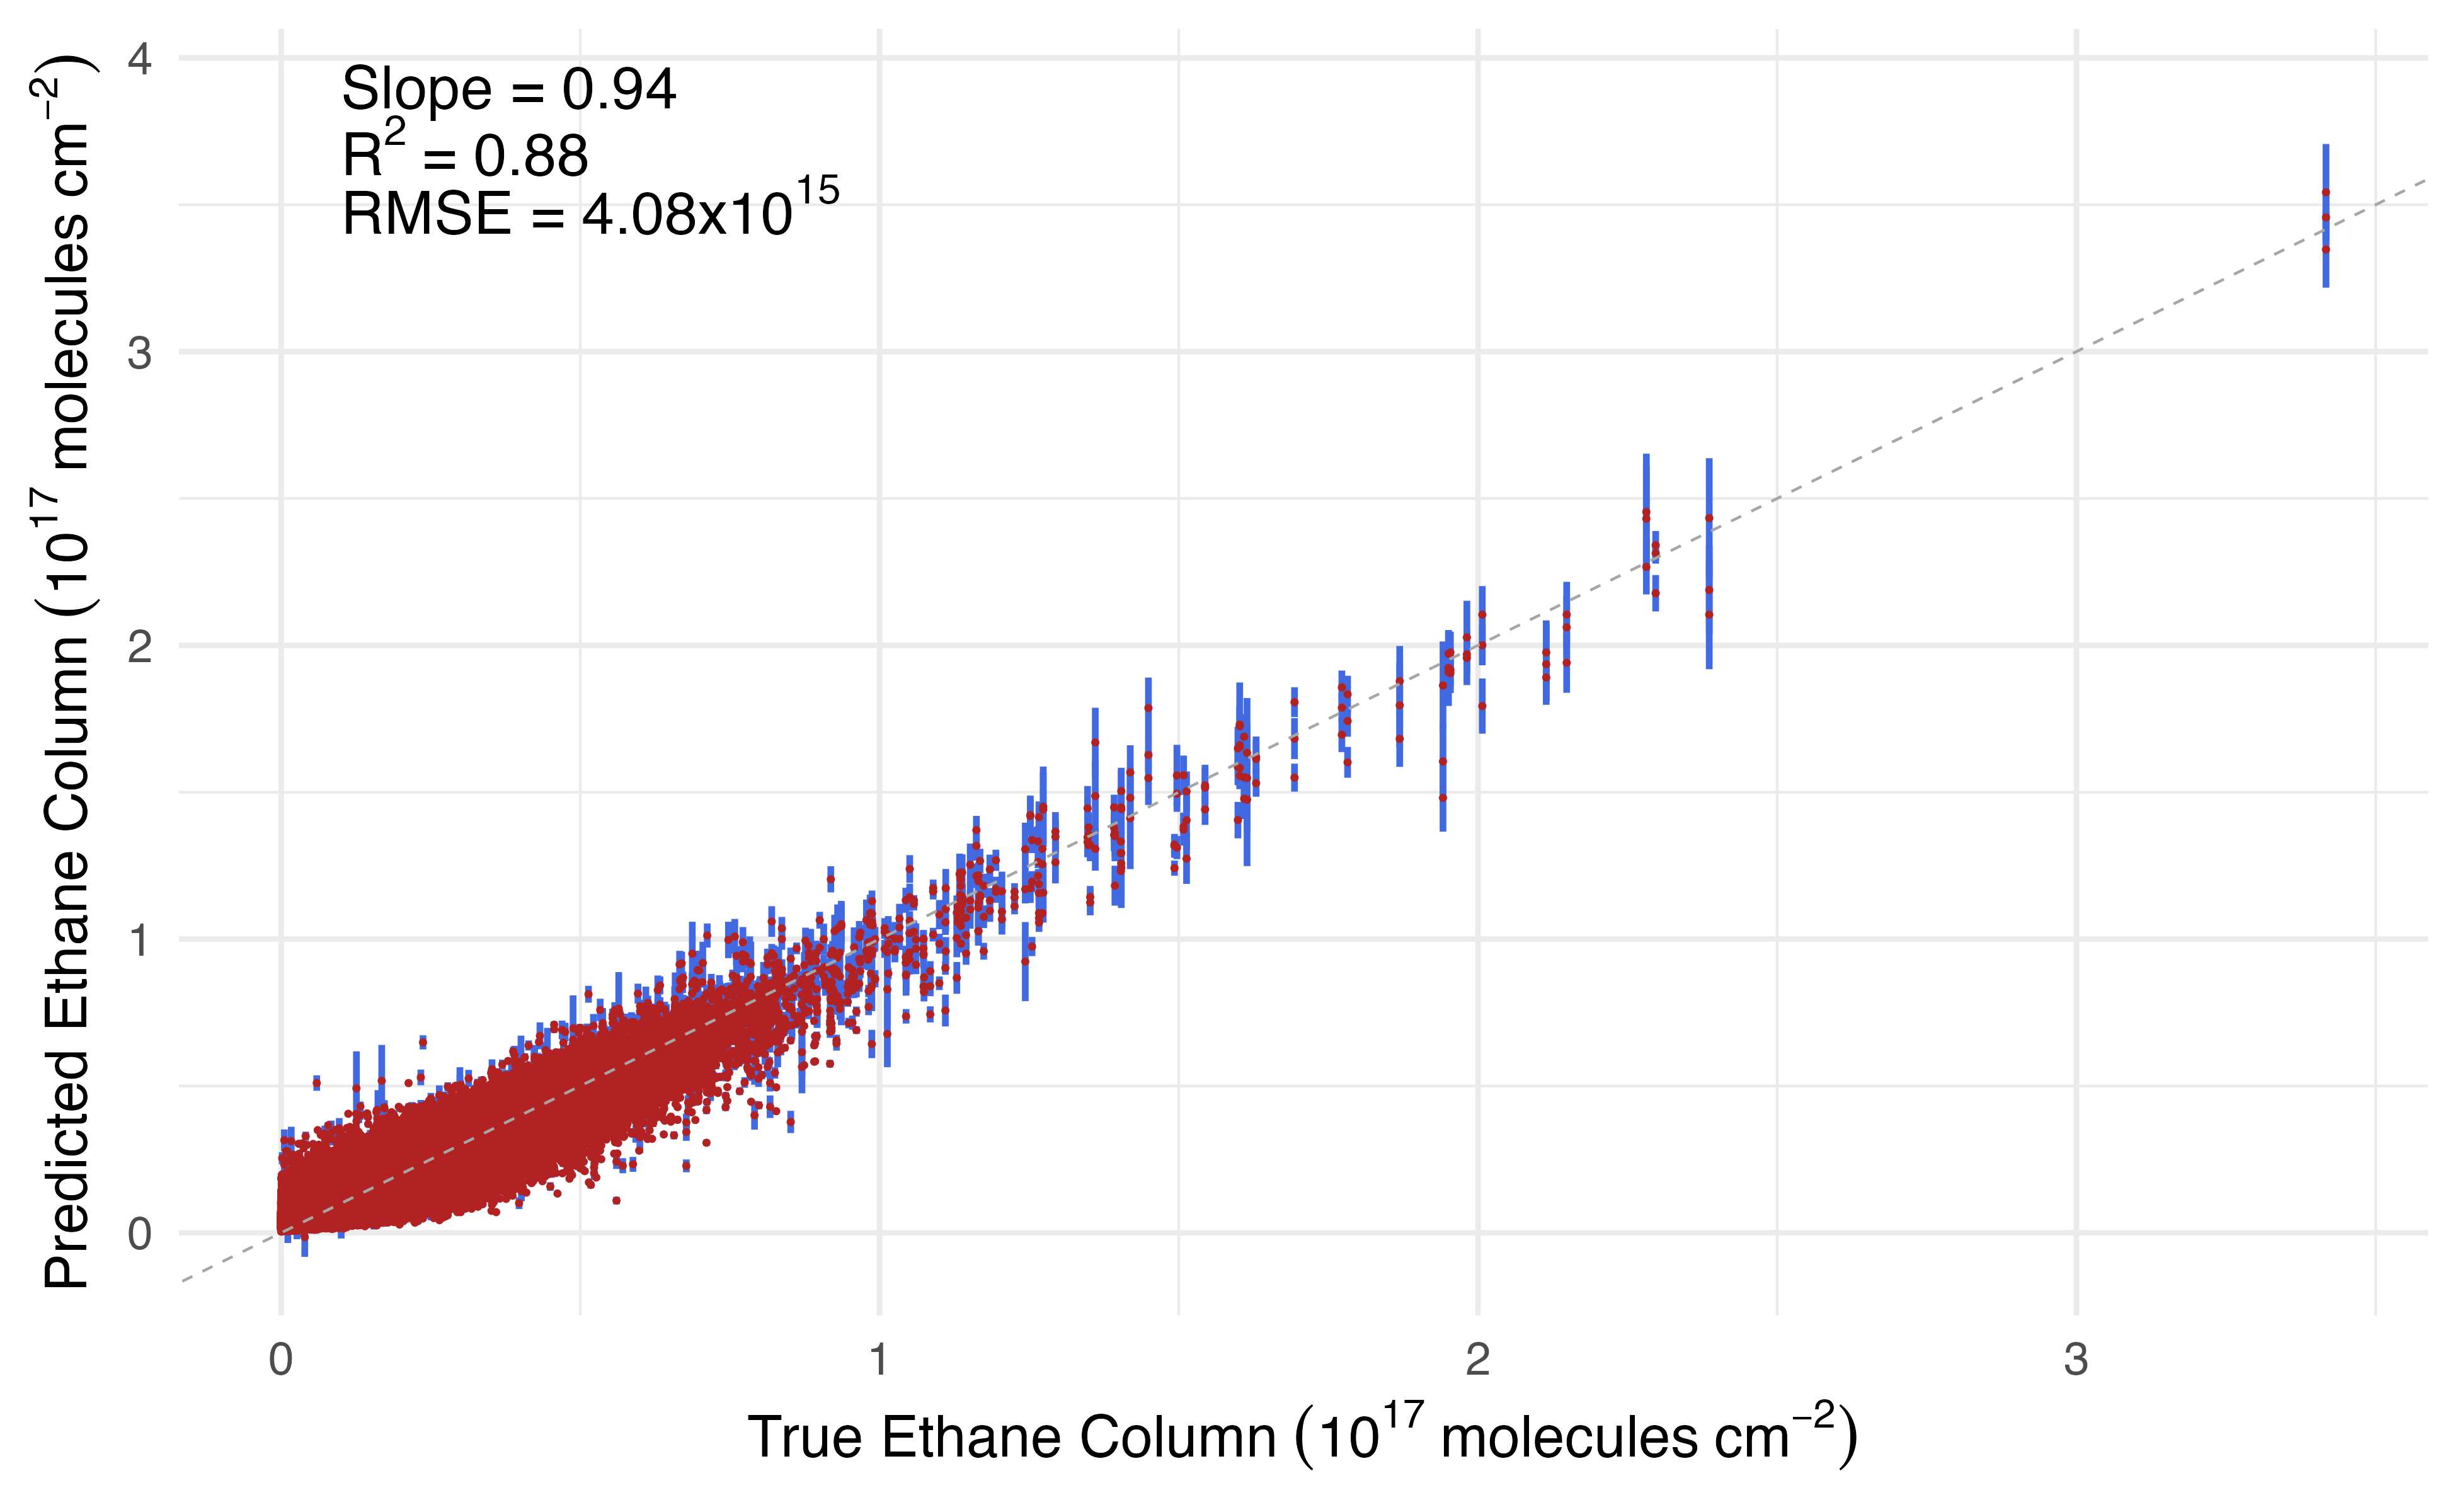 Slope = 0.94
R² = 0.88
RMSE = 4.08x10¹⁵
Predicted Ethane Column (10¹⁷ molecules cm⁻²)
4
3
2
1
0
0 1 2 3
True Ethane Column (10¹⁷ molecules cm⁻²)